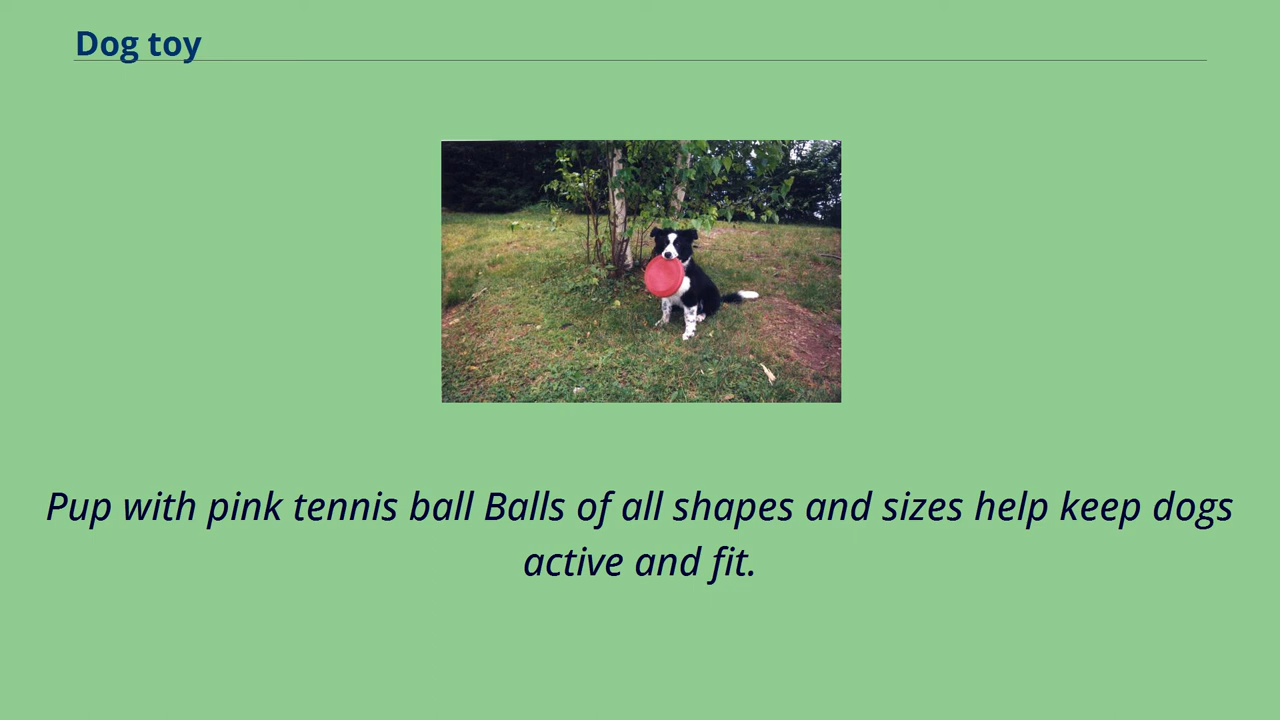 Dog toy
Pup with pink tennis ball Balls of all shapes and sizes help keep dogs
active and fit.